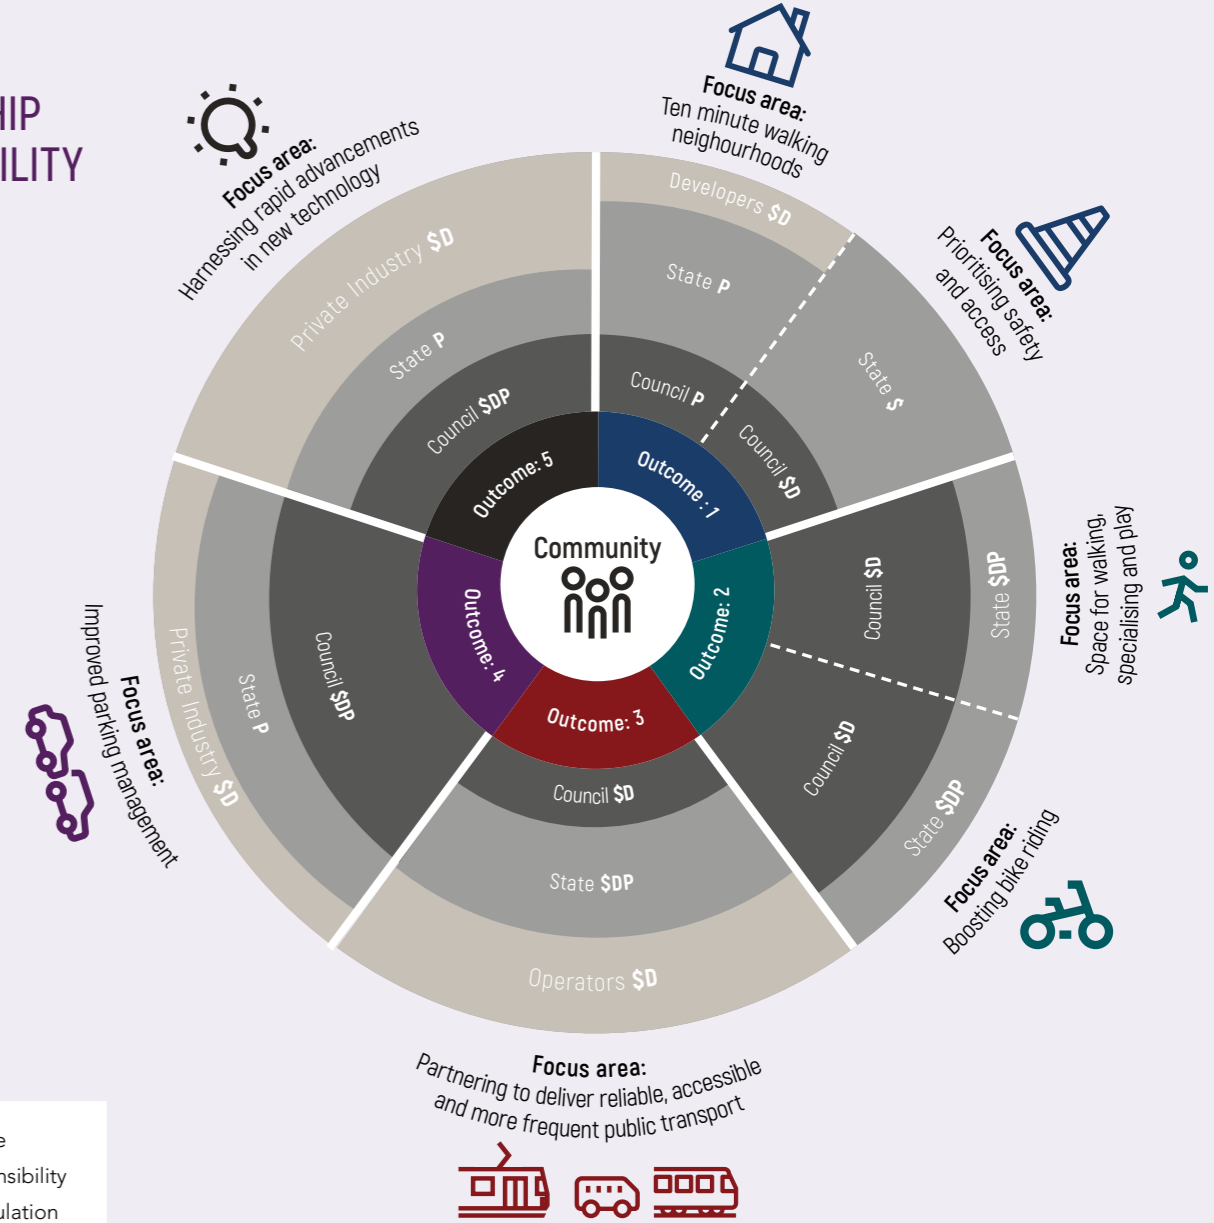 HIP
ILITY
Focus area:
Harnessing rapid advancements
in new technology
Focus area:
Ten minute walking
neighourhoods
Focus area:
Prioritising safety
and access
Focus area:
Space for walking,
specialising and play
Focus area:
Boosting bike riding
Focus area:
Partnering to deliver reliable, accessible
and more frequent public transport
Focus area:
Improved parking management
Private Industry $D
State P
Council $DP
Outcome: 5
Developers $D
State P
Council P
State $
Council $D
Outcome : 1
Council $D
State $DP
Council $D
State $DP
Outcome: 2
Outcome: 3
Council $D
State $DP
Operators $D
Outcome: 4
Council $DP
State P
Private Industry $D
Community
e
nsibility
ulation